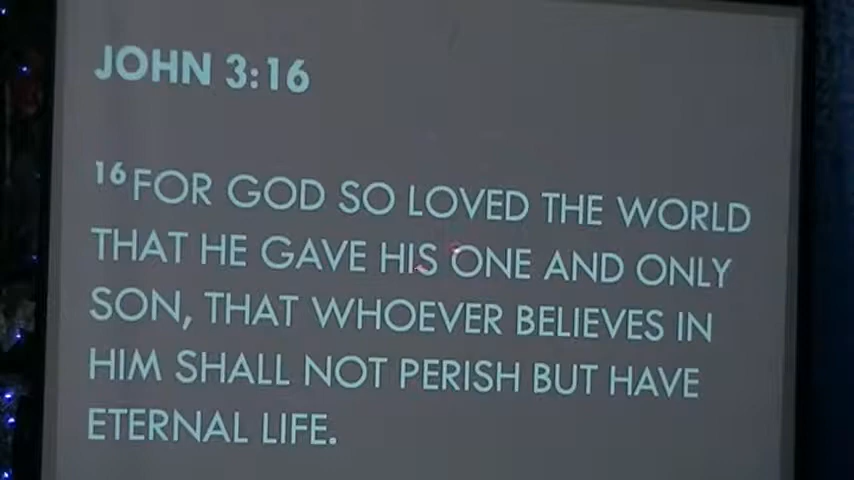 JOHN 3:16
16 FOR GOD SO LOVED THE WORLD
THAT HE GAVE HIS ONE AND ONLY
SON, THAT WHOEVER BELIEVES IN
HIM SHALL NOT PERISH BUT HAVE
ETERNAL LIFE.